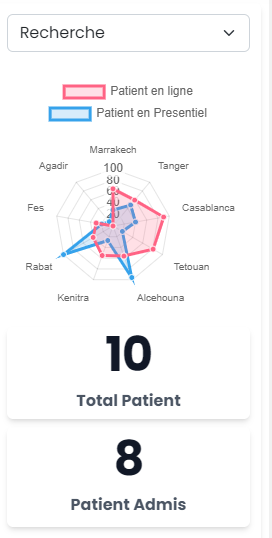 Recherche
Patient en ligne
Patient en Presentiel
Marrakech
Agadir
Tanger
100
80
60
40
20
Fes
Casablanca
Rabat
Tetouan
Kenitra
Alcehouna
10
Total Patient
8
Patient Admis